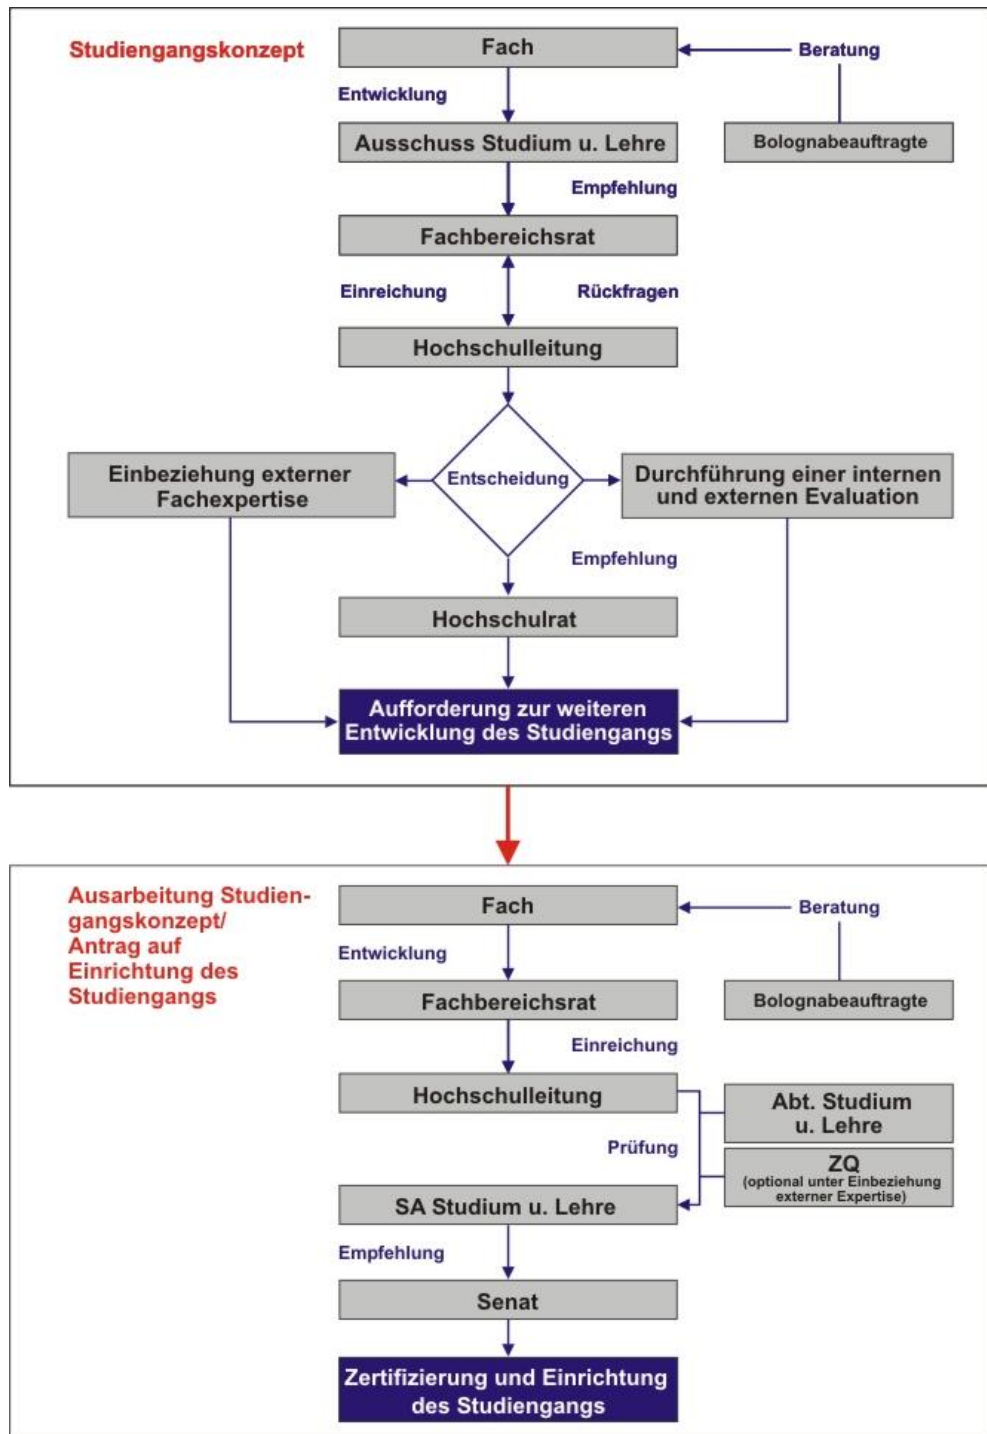 Studiengangskonzept
Fach
Beratung
Entwicklung
Ausschuss Studium u. Lehre
Bolognabeauftragte
Empfehlung
Fachbereichsrat
Einreichung
Rückfragen
Hochschulleitung
Einbeziehung externer
Fachexpertise
Entscheidung
Durchführung einer internen
und externen Evaluation
Empfehlung
Hochschulrat
Aufforderung zur weiteren
Entwicklung des Studiengangs
Ausarbeitung Studien-
gangskonzept/
Antrag auf
Einrichtung des
Studiengangs
Fach
Beratung
Entwicklung
Fachbereichsrat
Bolognabeauftragte
Einreichung
Hochschulleitung
Abt. Studium
u. Lehre
Prüfung
ZQ
(optional unter Einbeziehung
externer Expertise)
SA Studium u. Lehre
Empfehlung
Senat
Zertifizierung und Einrichtung
des Studiengangs